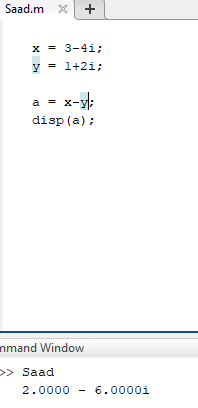 Saad.m
x = 3-4i;
y = 1+2i;
a = x-y;
disp(a);
mmand Window
>> Saad
2.0000 - 6.0000i